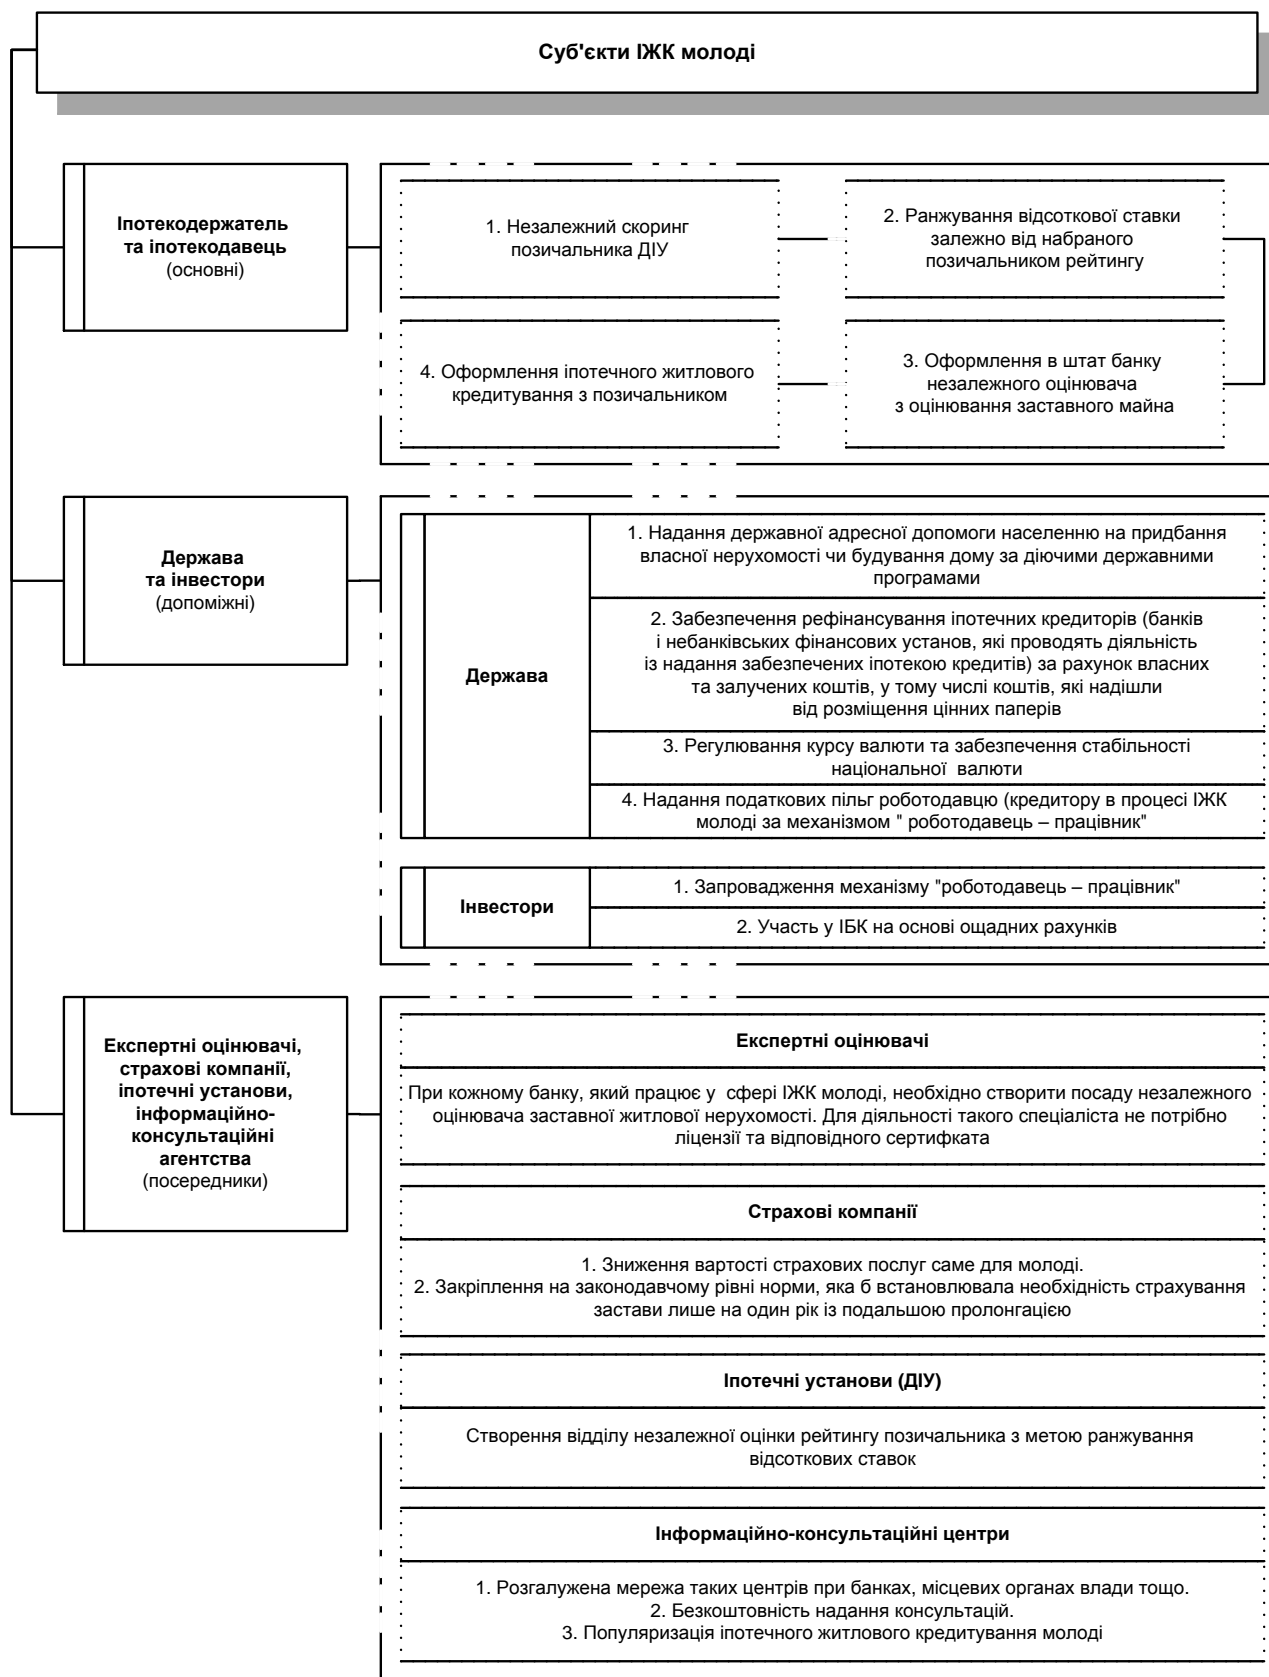 Суб'єкти ІЖК молоді
Іпотекодержатель
та іпотекодавець
(основні)
1. Незалежний скоринг
позичальника ДІУ
2. Ранжування відсоткової ставки
залежно від набраного
позичальником рейтингу
4. Оформлення іпотечного житлового
кредитування з позичальником
3. Оформлення в штат банку
незалежного оцінювача
з оцінювання заставного майна
Держава
та інвестори
(допоміжні)
Держава
1. Надання державної адресної допомоги населенню на придбання
власної нерухомості чи будування дому за діючими державними
програмами
2. Забезпечення рефінансування іпотечних кредиторів (банків
і небанківських фінансових установ, які проводять діяльність
із надання забезпечених іпотекою кредитів) за рахунок власних
та залучених коштів, у тому числі коштів, які надішли
від розміщення цінних паперів
3. Регулювання курсу валюти та забезпечення стабільності
національної  валюти
4. Надання податкових пільг роботодавцю (кредитору в процесі ІЖК
молоді за механізмом " роботодавець – працівник"
Інвестори
1. Запровадження механізму "роботодавець – працівник"
2. Участь у ІБК на основі ощадних рахунків
Експертні оцінювачі,
страхові компанії,
іпотечні установи,
інформаційно-
консультаційні
агентства
(посередники)
Експертні оцінювачі
При кожному банку, який працює у  сфері ІЖК молоді, необхідно створити посаду незалежного
оцінювача заставної житлової нерухомості. Для діяльності такого спеціаліста не потрібно
ліцензії та відповідного сертифката
Страхові компанії
1. Зниження вартості страхових послуг саме для молоді.
2. Закріплення на законодавчому рівні норми, яка б встановлювала необхідність страхування
застави лише на один рік із подальшою пролонгацією
Іпотечні установи (ДІУ)
Створення відділу незалежної оцінки рейтингу позичальника з метою ранжування
відсоткових ставок
Інформаційно-консультаційні центри
1. Розгалужена мережа таких центрів при банках, місцевих органах влади тощо.
2. Безкоштовність надання консультацій.
3. Популяризація іпотечного житлового кредитування молоді